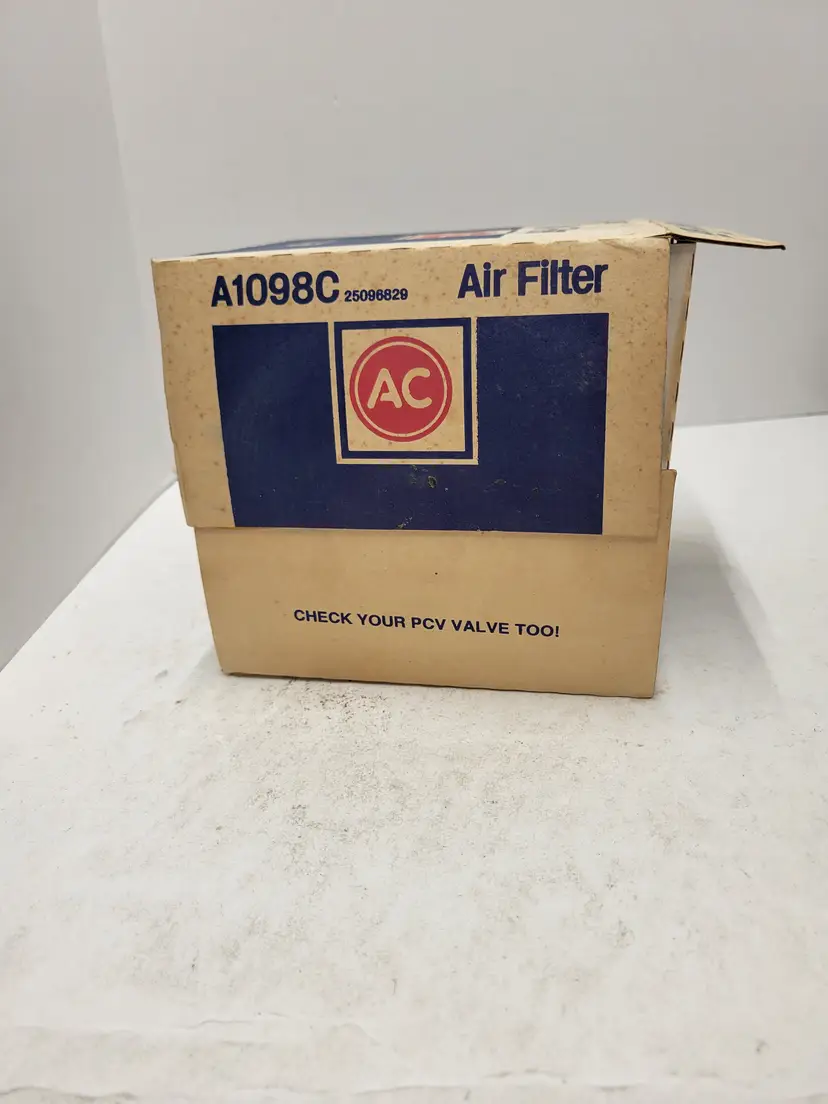 A1098C 25096829 Air Filter
AC
CHECK YOUR PCV VALVE TOO!